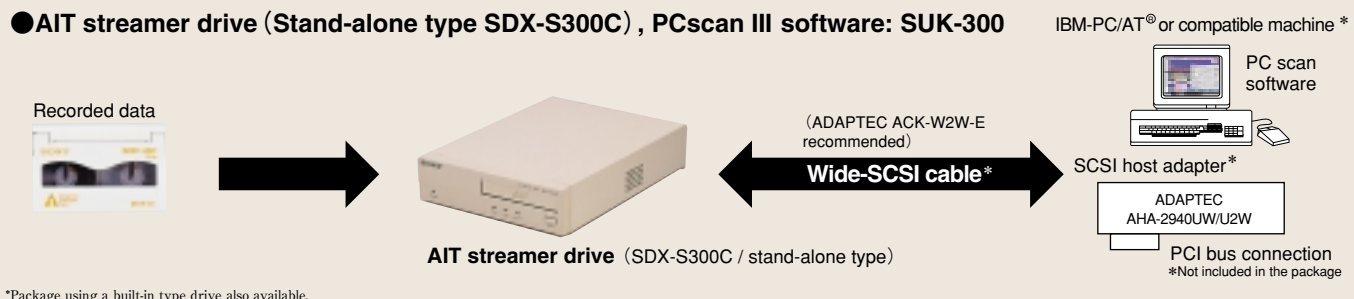 ●AIT streamer drive（Stand-alone type SDX-S300C）, PCscan III software: SUK-300
IBM-PC/AT® or compatible machine *
PC scan
software
Recorded data
（ADAPTEC ACK-W2W-E
recommended）
Wide-SCSI cable*
SCSI host adapter*
ADAPTEC
AHA-2940UW/U2W
PCI bus connection
*Not included in the package
SONY
AIT streamer drive（SDX-S300C / stand-alone type）
*Package using a built-in type drive also available.